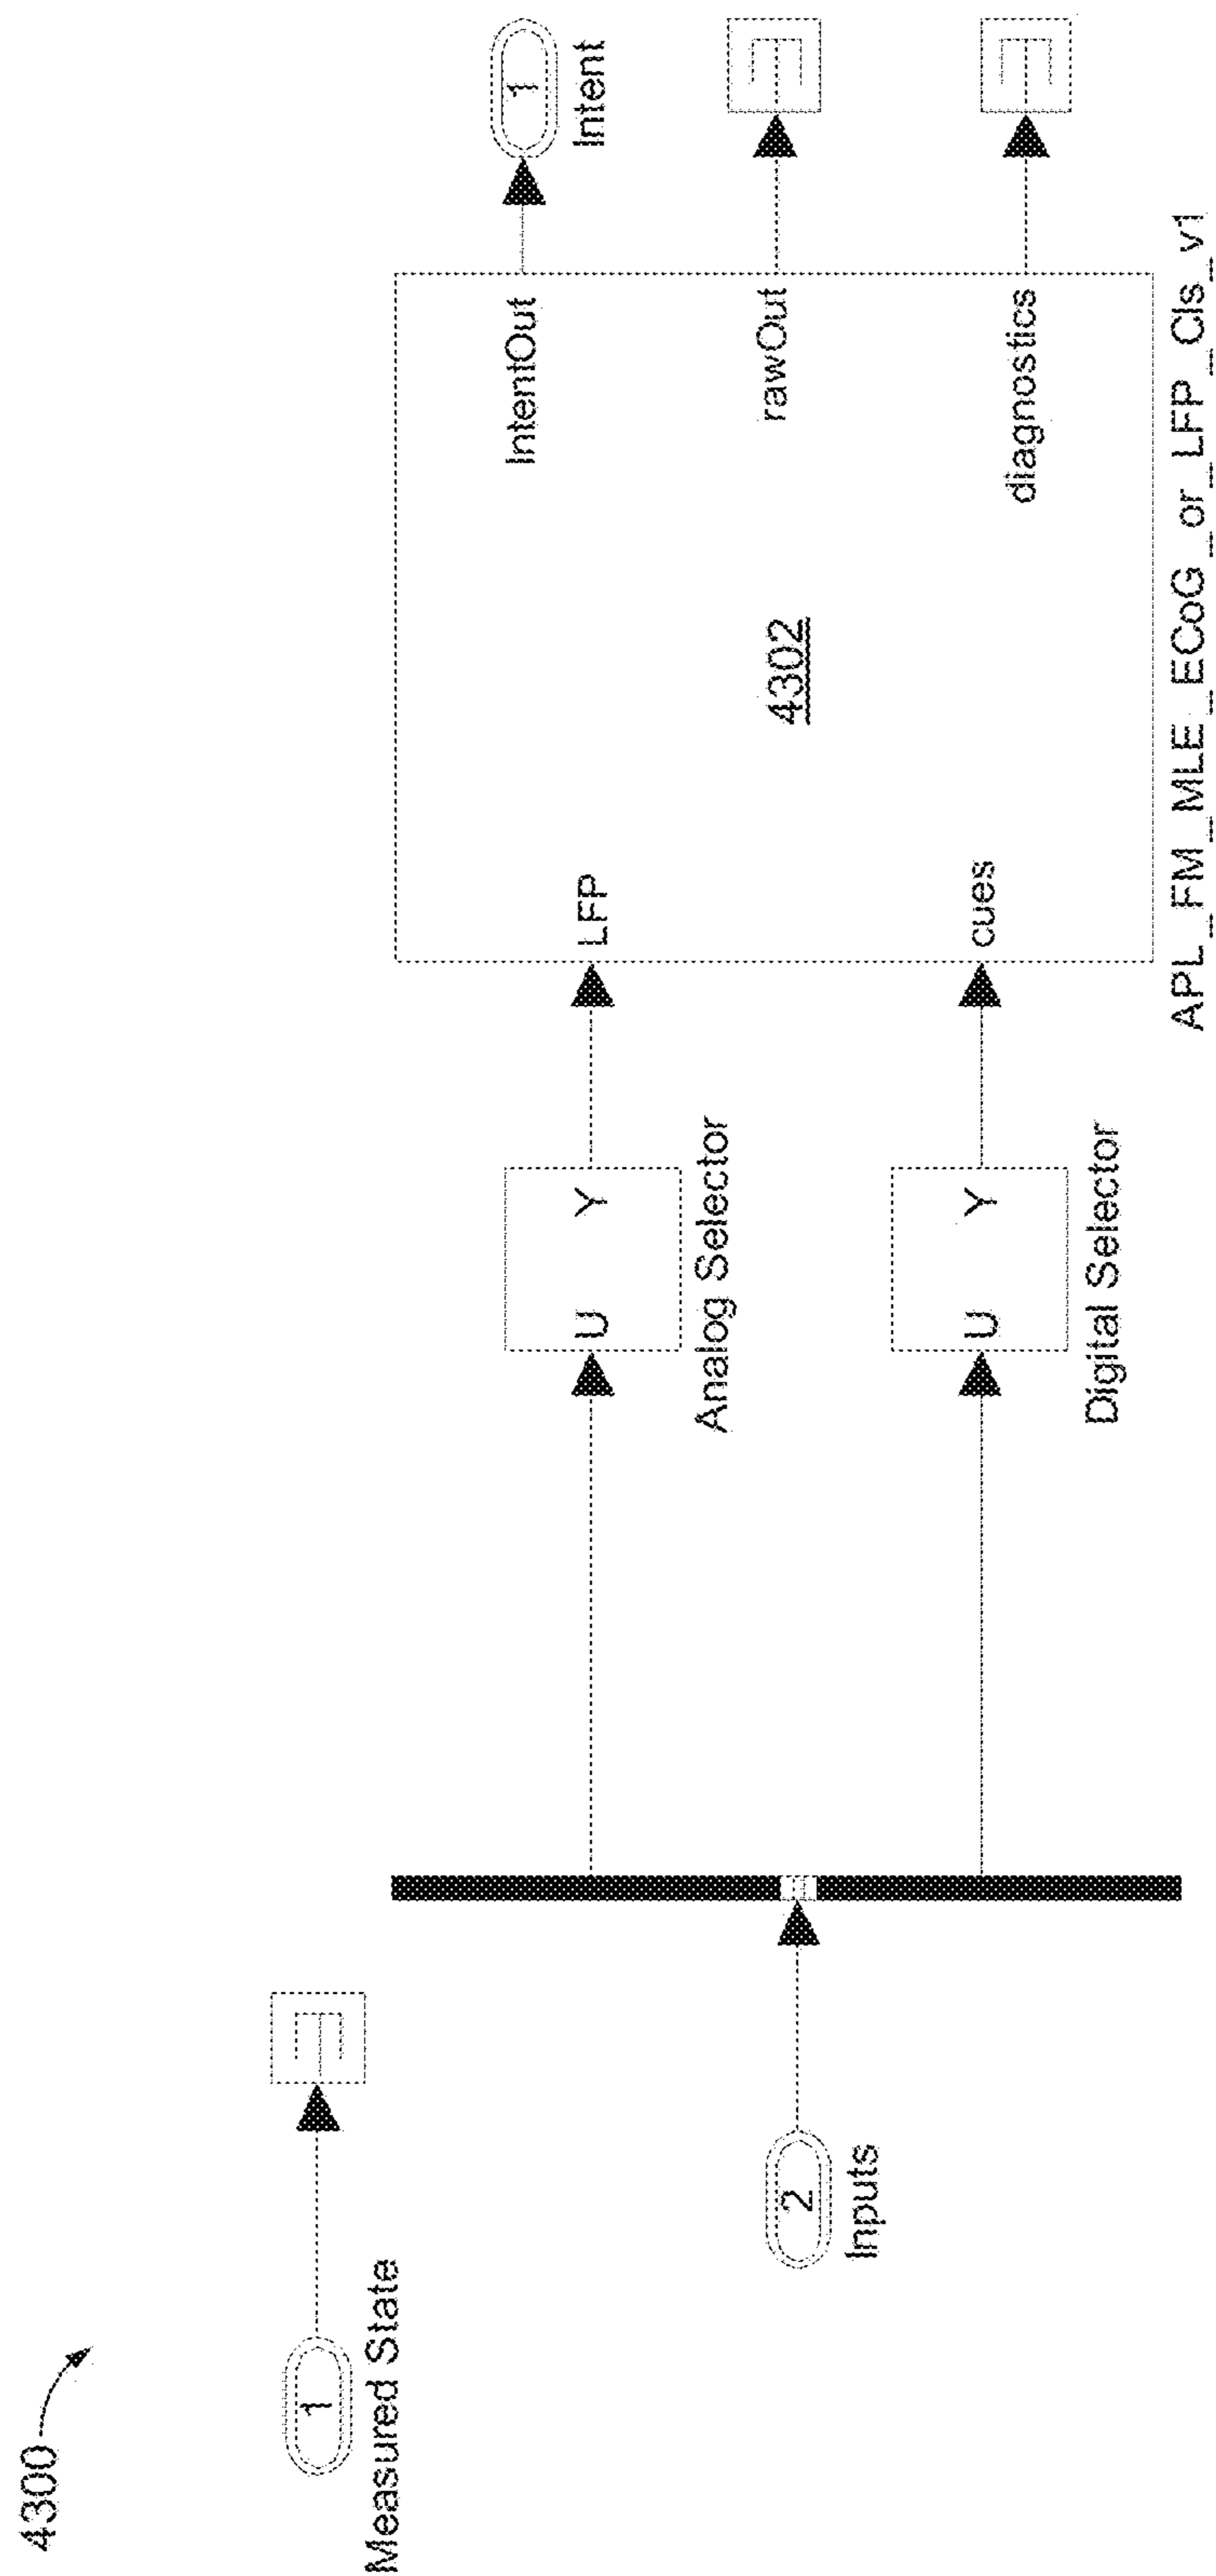 4300
1
Measured State
2
Inputs
U Y
Analog Selector
U Y
Digital Selector
LFP
cues
4302
IntentOut
rawOut
diagnostics
APL_FM_MLE_ECoG_or_LFP_Cls_v1
1
Intent